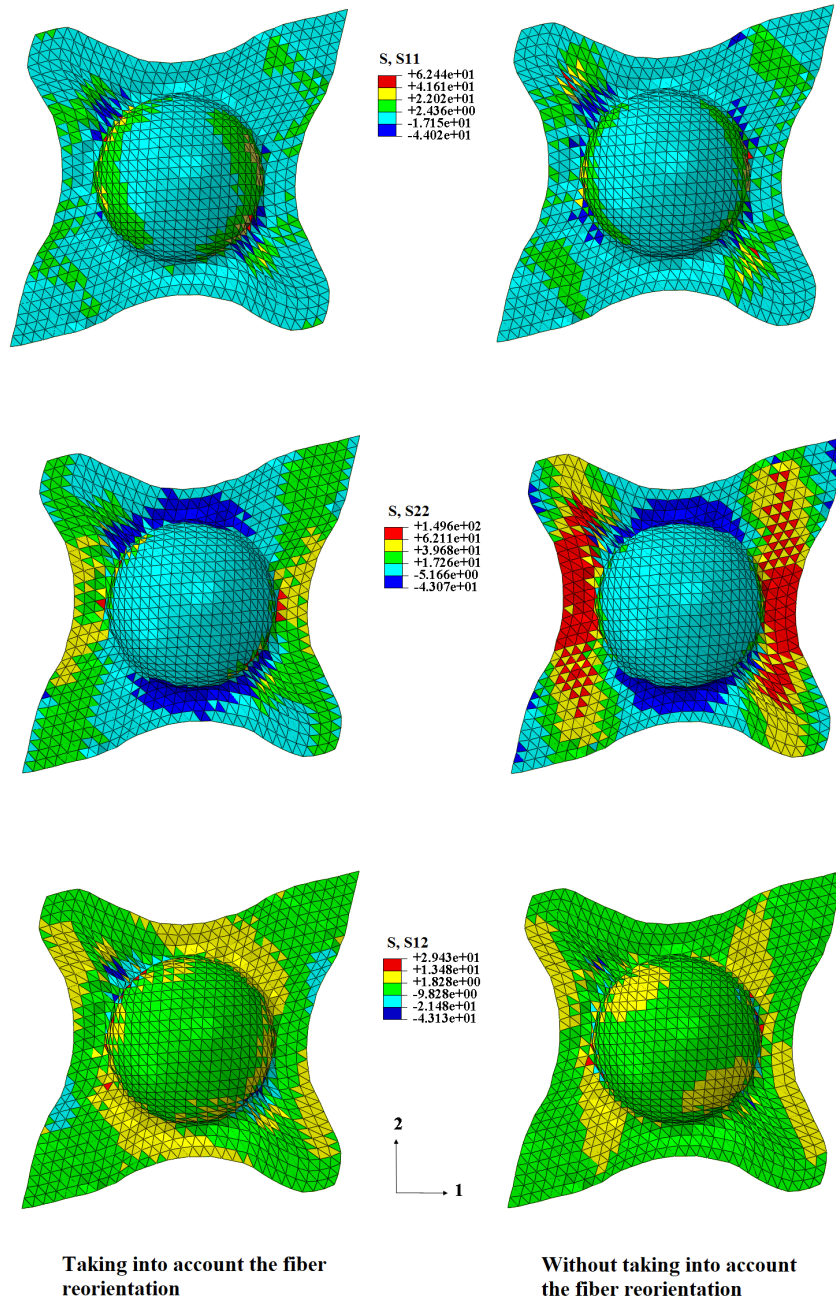 S, S11
+6.244e+01
+4.161e+01
+2.202e+01
+2.436e+00
-1.715e+01
-4.402e+01
S, S22
+1.496e+02
+6.211e+01
+3.968e+01
+1.726e+01
-5.166e+00
-4.307e+01
S, S12
+2.943e+01
+1.348e+01
+1.828e+00
-9.828e+00
-2.148e+01
-4.313e+01
2
1
Taking into account the fiber
reorientation
Without taking into account
the fiber reorientation